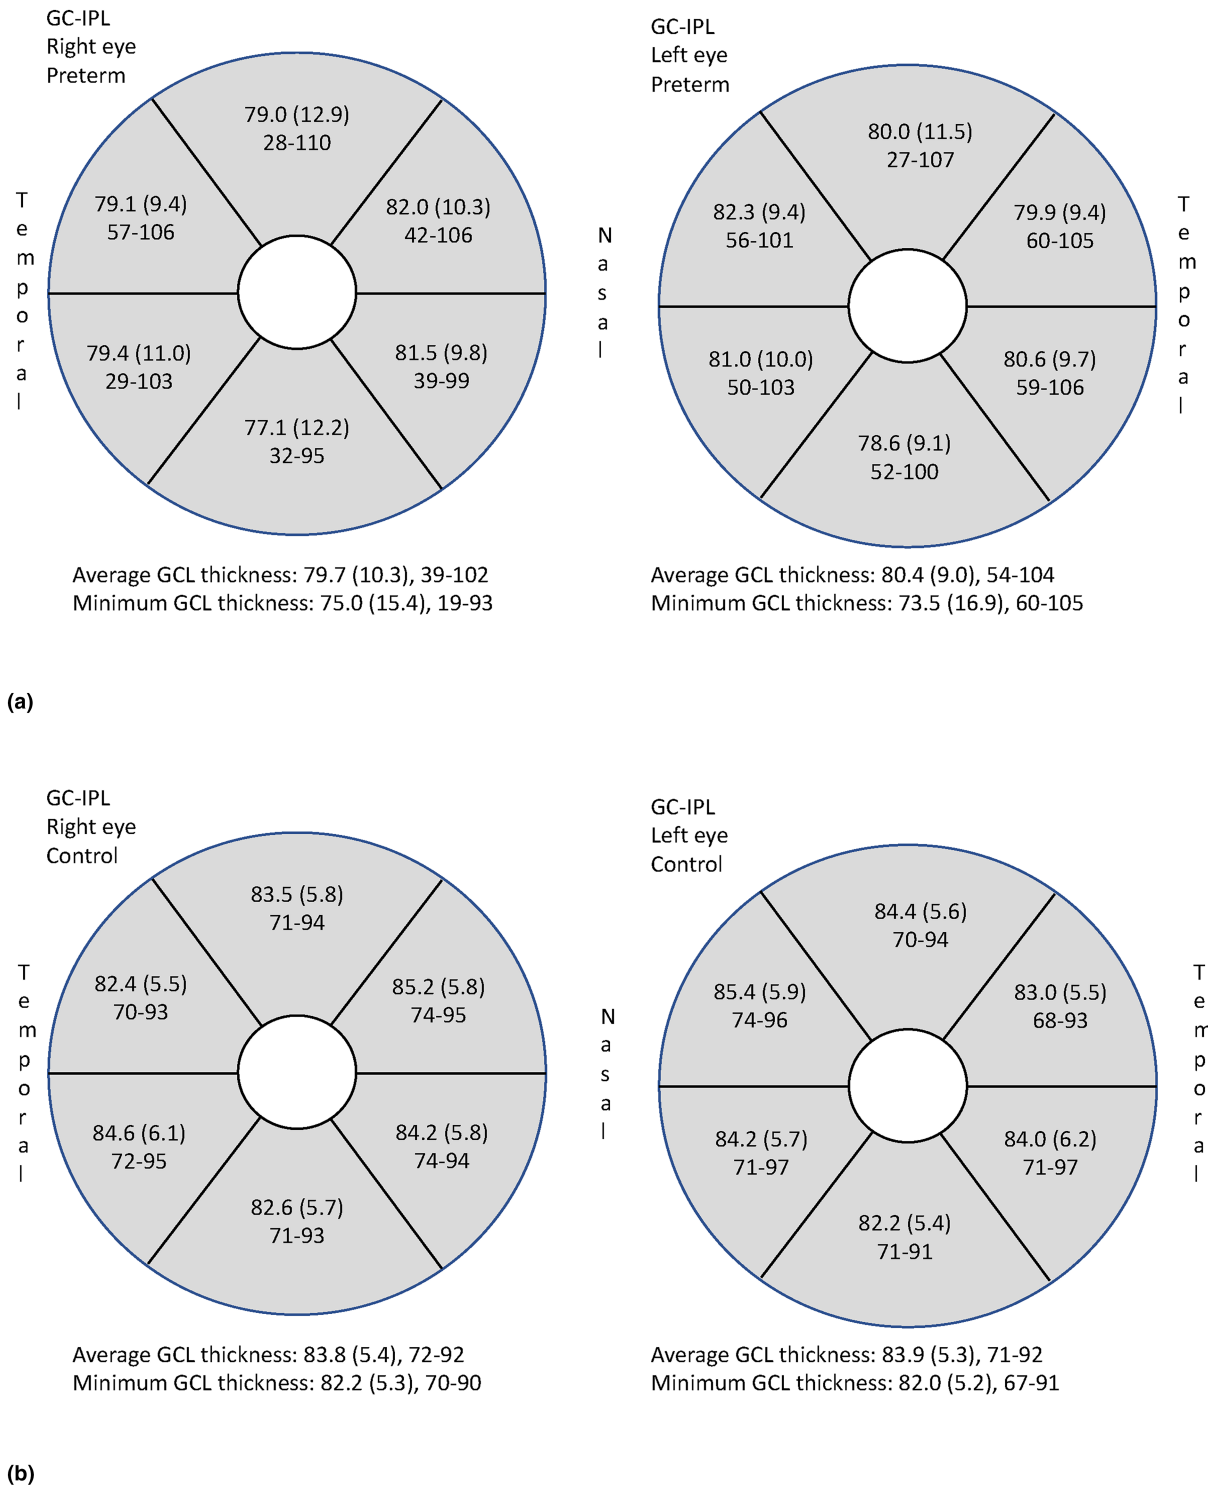 GC-IPL
Right eye
Preterm
79.0 (12.9)
28-110
79.1 (9.4)
57-106
82.0 (10.3)
42-106
79.4 (11.0)
29-103
81.5 (9.8)
39-99
77.1 (12.2)
32-95
Temporal
Average GCL thickness: 79.7 (10.3), 39-102
Minimum GCL thickness: 75.0 (15.4), 19-93
Nasal
GC-IPL
Left eye
Preterm
80.0 (11.5)
27-107
82.3 (9.4)
56-101
79.9 (9.4)
60-105
81.0 (10.0)
50-103
80.6 (9.7)
59-106
78.6 (9.1)
52-100
Temporal
Average GCL thickness: 80.4 (9.0), 54-104
Minimum GCL thickness: 73.5 (16.9), 60-105
(a)
GC-IPL
Right eye
Control
83.5 (5.8)
71-94
82.4 (5.5)
70-93
85.2 (5.8)
74-95
84.6 (6.1)
72-95
84.2 (5.8)
74-94
82.6 (5.7)
71-93
Temporal
Average GCL thickness: 83.8 (5.4), 72-92
Minimum GCL thickness: 82.2 (5.3), 70-90
Nasal
GC-IPL
Left eye
Control
84.4 (5.6)
70-94
85.4 (5.9)
74-96
83.0 (5.5)
68-93
84.2 (5.7)
71-97
84.0 (6.2)
71-97
82.2 (5.4)
71-91
Temporal
Average GCL thickness: 83.9 (5.3), 71-92
Minimum GCL thickness: 82.0 (5.2), 67-91
(b)